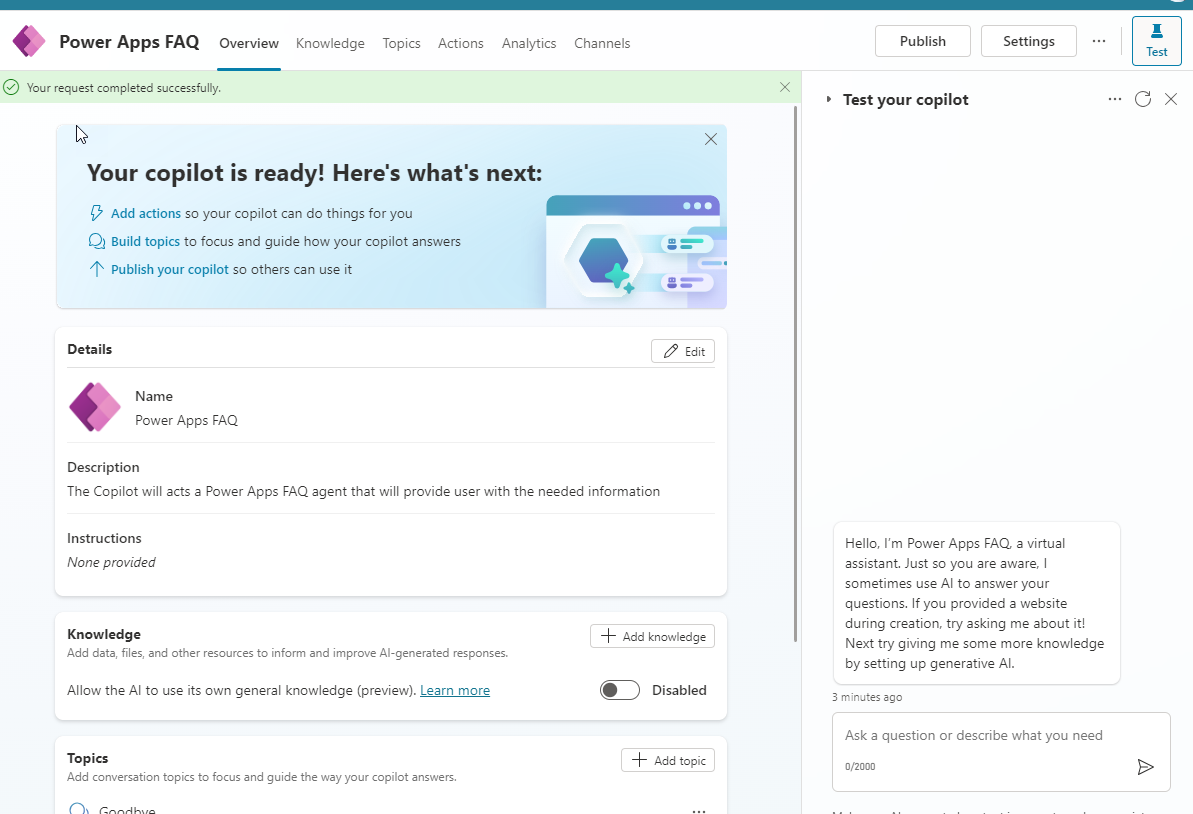 Power Apps FAQ
Overview
Knowledge
Topics
Actions
Analytics
Channels
Publish
Settings
Test
Your request completed successfully.
Your copilot is ready! Here's what's next:
Add actions so your copilot can do things for you
Build topics to focus and guide how your copilot answers
Publish your copilot so others can use it
Details
Edit
Name
Power Apps FAQ
Description
The Copilot will acts a Power Apps FAQ agent that will provide user with the needed information
Instructions
None provided
Knowledge
Add knowledge
Add data, files, and other resources to inform and improve AI-generated responses.
Allow the AI to use its own general knowledge (preview). Learn more
Disabled
Topics
Add topic
Add conversation topics to focus and guide the way your copilot answers.
Goodbye
Test your copilot
Hello, I'm Power Apps FAQ, a virtual
assistant. Just so you are aware, I
sometimes use AI to answer your
questions. If you provided a website
during creation, try asking me about it!
Next try giving me some more knowledge
by setting up generative AI.
3 minutes ago
Ask a question or describe what you need
0/2000